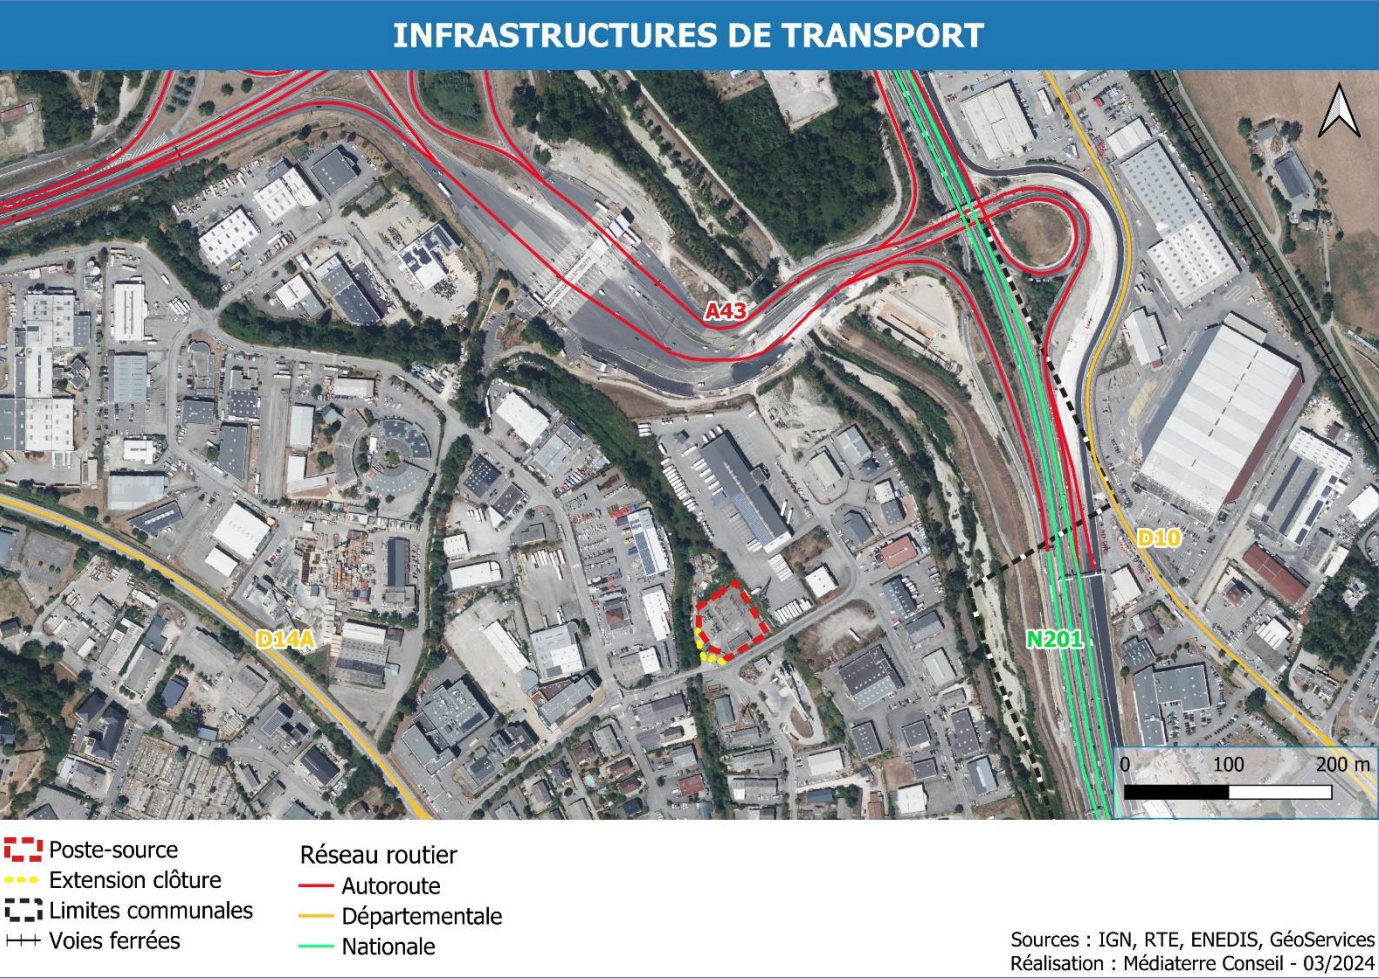 INFRASTRUCTURES DE TRANSPORT
A43
D10
D14A
N201
0 100 200 m
Poste-source
Extension clôture
Limites communales
Voies ferrées
Réseau routier
Autoroute
Départementale
Nationale
Sources : IGN, RTE, ENEDIS, GéoServices
Réalisation : Médiaterre Conseil - 03/2024